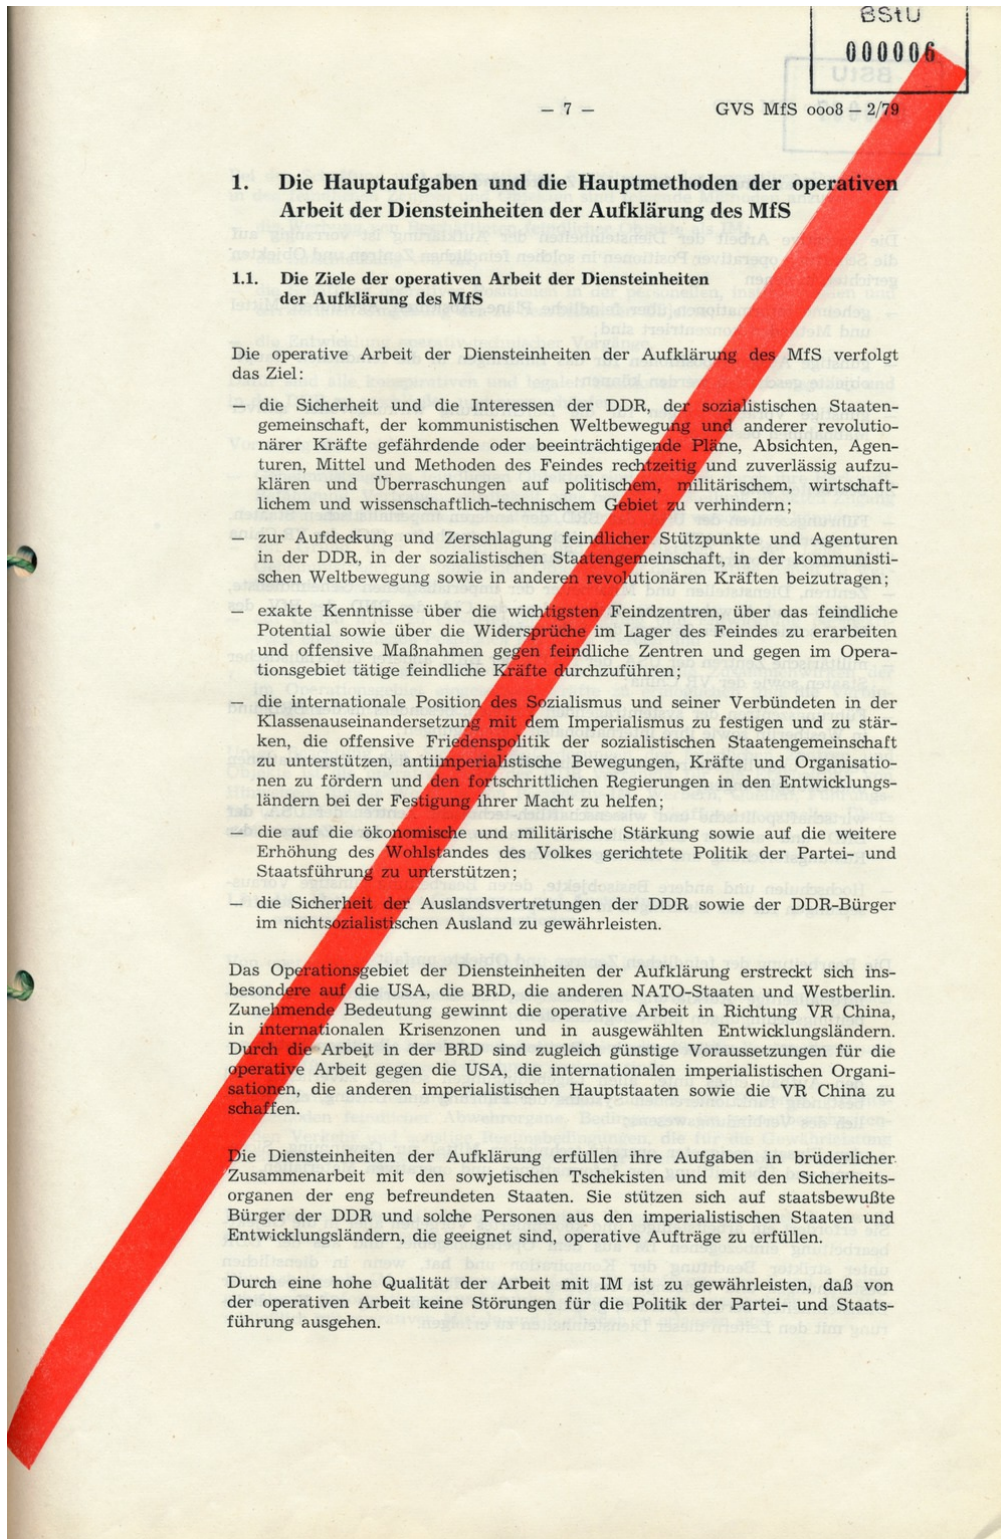 BStU
000006
— 7 —
GVS MfS ooo8 — 2/79
1. Die Hauptaufgaben und die Hauptmethoden der operativen
Arbeit der Diensteinheiten der Aufklärung des MfS
1.1. Die Ziele der operativen Arbeit der Diensteinheiten
der Aufklärung des MfS
Die operative Arbeit der Diensteinheiten der Aufklärung des MfS verfolgt
das Ziel:
— die Sicherheit und die Interessen der DDR, der sozialistischen Staaten-
gemeinschaft, der kommunistischen Weltbewegung und anderer revolutio-
närer Kräfte gefährdende oder beeinträchtigende Pläne, Absichten, Agen-
turen, Mittel und Methoden des Feindes rechtzeitig und zuverlässig aufzu-
klären und Überraschungen auf politischem, militärischem, wirtschaft-
lichem und wissenschaftlich-technischem Gebiet zu verhindern;
— zur Aufdeckung und Zerschlagung feindlicher Stützpunkte und Agenturen
in der DDR, in der sozialistischen Staatengemeinschaft, in der kommunisti-
schen Weltbewegung sowie in anderen revolutionären Kräften beizutragen;
— exakte Kenntnisse über die wichtigsten Feindzentren, über das feindliche
Potential sowie über die Widersprüche im Lager des Feindes zu erarbeiten
und offensive Maßnahmen gegen feindliche Zentren und gegen im Opera-
tionsgebiet tätige feindliche Kräfte durchzuführen;
— die internationale Position des Sozialismus und seiner Verbündeten in der
Klassenauseinandersetzung mit dem Imperialismus zu festigen und zu stär-
ken, die offensive Friedenspolitik der sozialistischen Staatengemeinschaft
zu unterstützen, antiimperialistische Bewegungen, Kräfte und Organisatio-
nen zu fördern und den fortschrittlichen Regierungen in den Entwicklungs-
ländern bei der Festigung ihrer Macht zu helfen;
— die auf die ökonomische und militärische Stärkung sowie auf die weitere
Erhöhung des Wohlstandes des Volkes gerichtete Politik der Partei- und
Staatsführung zu unterstützen;
— die Sicherheit der Auslandsvertretungen der DDR sowie der DDR-Bürger
im nichtsozialistischen Ausland zu gewährleisten.
Das Operationsgebiet der Diensteinheiten der Aufklärung erstreckt sich ins-
besondere auf die USA, die BRD, die anderen NATO-Staaten und Westberlin.
Zunehmende Bedeutung gewinnt die operative Arbeit in Richtung VR China,
in internationalen Krisenzonen und in ausgewählten Entwicklungsländern.
Durch die Arbeit in der BRD sind zugleich günstige Voraussetzungen für die
operative Arbeit gegen die USA, die internationalen imperialistischen Organi-
sationen, die anderen imperialistischen Hauptstaaten sowie die VR China zu
schaffen.
Die Diensteinheiten der Aufklärung erfüllen ihre Aufgaben in brüderlicher
Zusammenarbeit mit den sowjetischen Tschekisten und mit den Sicherheits-
organen der eng befreundeten Staaten. Sie stützen sich auf staatsbewußte
Bürger der DDR und solche Personen aus den imperialistischen Staaten und
Entwicklungsländern, die geeignet sind, operative Aufträge zu erfüllen.
Durch eine hohe Qualität der Arbeit mit IM ist zu gewährleisten, daß von
der operativen Arbeit keine Störungen für die Politik der Partei- und Staats-
führung ausgehen.